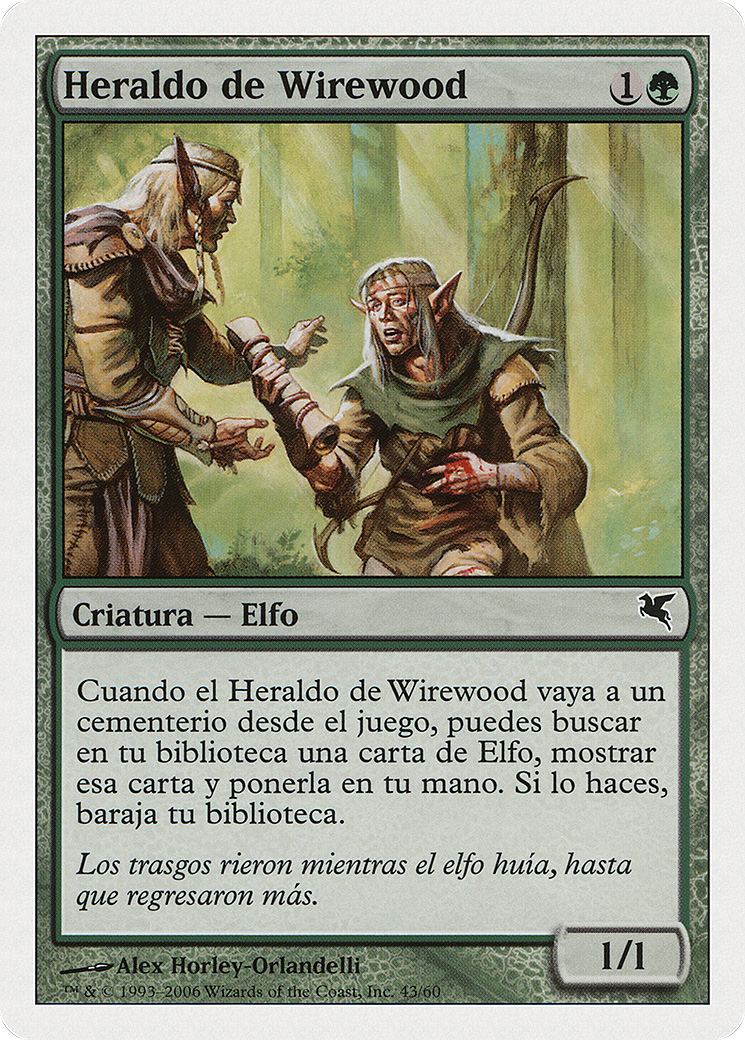 Heraldo de Wirewood
1
Criatura — Elfo
Cuando el Heraldo de Wirewood vaya a un
cementerio desde el juego, puedes buscar
en tu biblioteca una carta de Elfo, mostrar
esa carta y ponerla en tu mano. Si lo haces,
baraja tu biblioteca.
Los trasgos rieron mientras el elfo huía, hasta
que regresaron más.
1/1
Alex Horley-Orlandelli
™ & © 1993–2006 Wizards of the Coast, Inc. 43/60